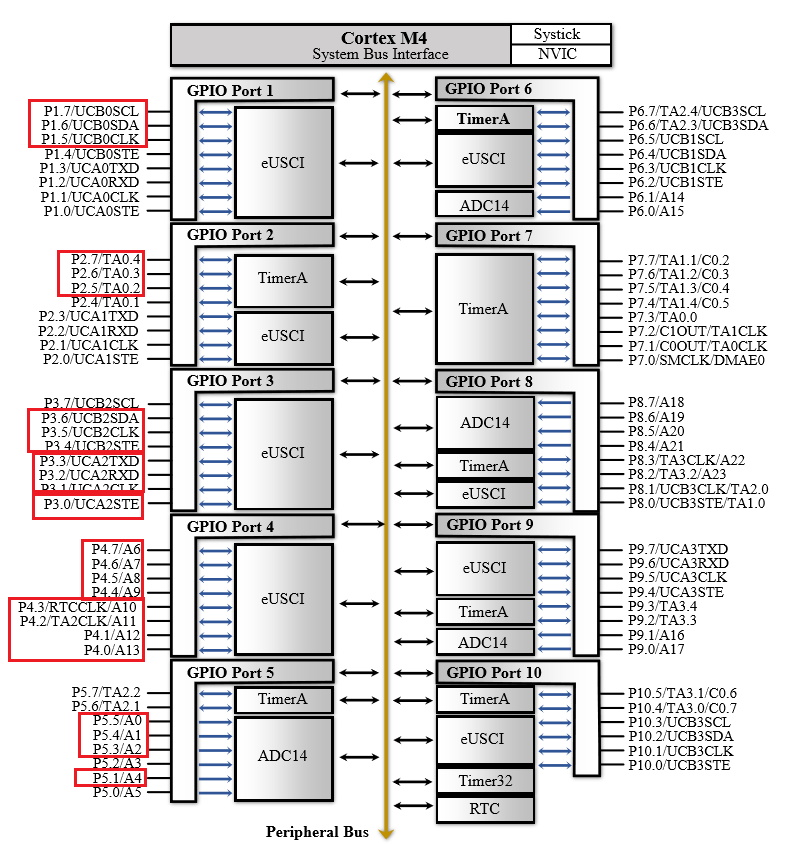 Cortex M4
System Bus Interface
Systick
NVIC
GPIO Port 1
P1.7/UCB0SCL
P1.6/UCB0SDA
P1.5/UCB0CLK
P1.4/UCB0STE
P1.3/UCA0TXD
P1.2/UCA0RXD
P1.1/UCA0CLK
P1.0/UCA0STE
eUSCI
GPIO Port 2
P2.7/TA0.4
P2.6/TA0.3
P2.5/TA0.2
P2.4/TA0.1
P2.3/UCA1TXD
P2.2/UCA1RXD
P2.1/UCA1CLK
P2.0/UCA1STE
TimerA
eUSCI
GPIO Port 3
P3.7/UCB2SCL
P3.6/UCB2SDA
P3.5/UCB2CLK
P3.4/UCB2STE
P3.3/UCA2TXD
P3.2/UCA2RXD
P3.1/UCA2CLK
P3.0/UCA2STE
eUSCI
GPIO Port 4
P4.7/A6
P4.6/A7
P4.5/A8
P4.4/A9
P4.3/RTCCLK/A10
P4.2/TA2CLK/A11
P4.1/A12
P4.0/A13
eUSCI
GPIO Port 5
P5.7/TA2.2
P5.6/TA2.1
P5.5/A0
P5.4/A1
P5.3/A2
P5.2/A3
P5.1/A4
P5.0/A5
TimerA
ADC14
GPIO Port 6
TimerA
eUSCI
ADC14
P6.7/TA2.4/UCB3SCL
P6.6/TA2.3/UCB3SDA
P6.5/UCB1SCL
P6.4/UCB1SDA
P6.3/UCB1CLK
P6.2/UCB1STE
P6.1/A14
P6.0/A15
GPIO Port 7
TimerA
P7.7/TA1.1/C0.2
P7.6/TA1.2/C0.3
P7.5/TA1.3/C0.4
P7.4/TA1.4/C0.5
P7.3/TA0.0
P7.2/C1OUT/TA1CLK
P7.1/C0OUT/TA0CLK
P7.0/SMCLK/DMAE0
GPIO Port 8
ADC14
TimerA
eUSCI
P8.7/A18
P8.6/A19
P8.5/A20
P8.4/A21
P8.3/TA3CLK/A22
P8.2/TA3.2/A23
P8.1/UCB3CLK/TA2.0
P8.0/UCB3STE/TA1.0
GPIO Port 9
eUSCI
TimerA
ADC14
P9.7/UCA3TXD
P9.6/UCA3RXD
P9.5/UCA3CLK
P9.4/UCA3STE
P9.3/TA3.4
P9.2/TA3.3
P9.1/A16
P9.0/A17
GPIO Port 10
TimerA
eUSCI
Timer32
RTC
P10.5/TA3.1/C0.6
P10.4/TA3.0/C0.7
P10.3/UCB3SCL
P10.2/UCB3SDA
P10.1/UCB3CLK
P10.0/UCB3STE
Peripheral Bus